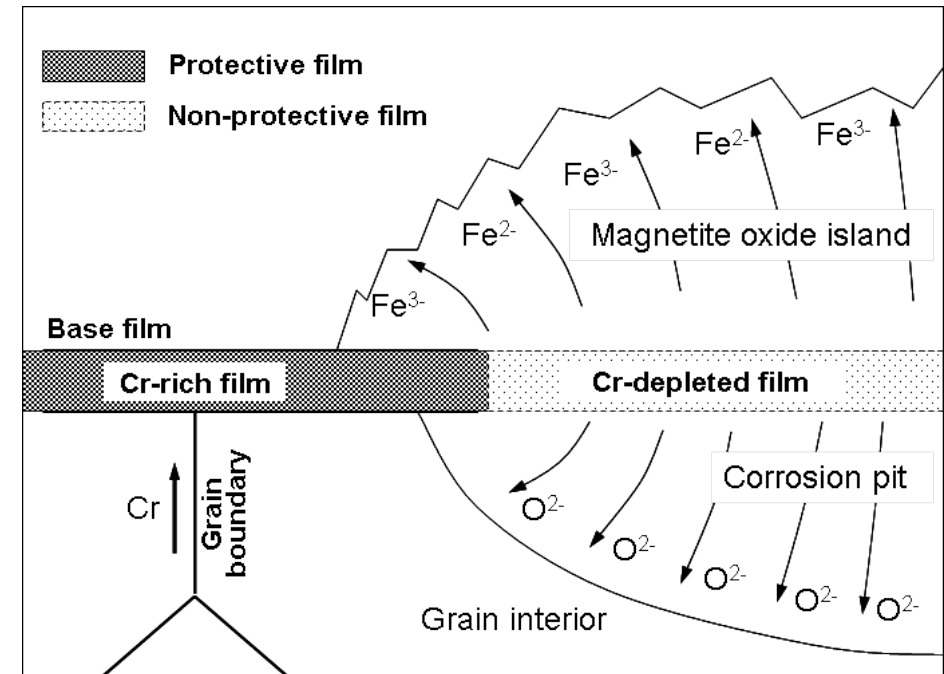 Protective film
Non-protective film
Fe³⁻
Fe²⁻
Fe³⁻
Fe²⁻
Fe³⁻
Magnetite oxide island
Base film
Cr-rich film
Cr-depleted film
Cr
Grain
boundary
Corrosion pit
O²⁻
O²⁻
O²⁻
O²⁻
O²⁻
Grain interior